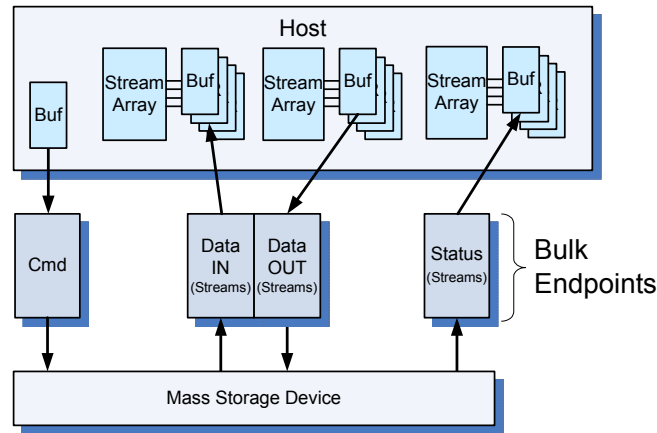 Host
Buf
Stream
Array
Buf
Stream
Array
Buf
Stream
Array
Buf
Cmd
Data
IN
(Streams)
Data
OUT
(Streams)
Status
(Streams)
Bulk
Endpoints
Mass Storage Device